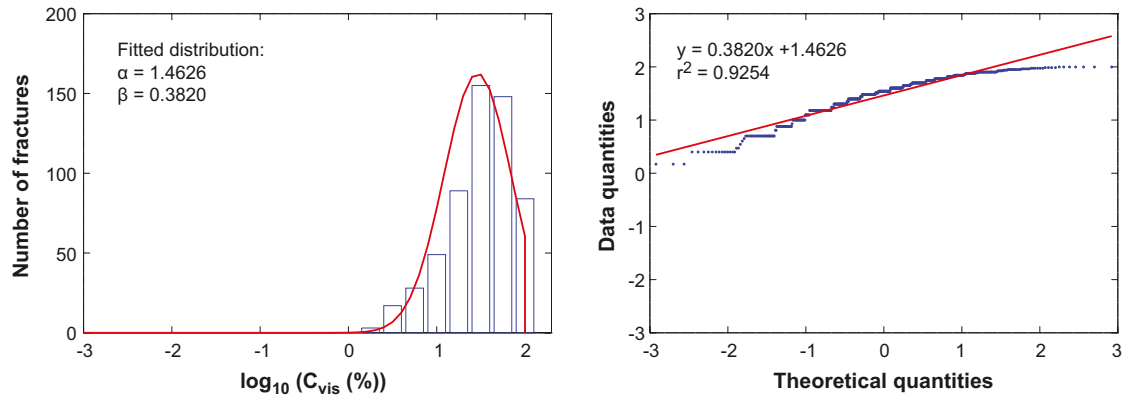 200
150
100
50
0
Number of fractures
Fitted distribution:
α = 1.4626
β = 0.3820
-3 -2 -1 0 1 2
log₁₀ (Cvis (%))
3
2
1
0
-1
-2
-3
Data quantities
y = 0.3820x +1.4626
r² = 0.9254
-3 -2 -1 0 1 2 3
Theoretical quantities